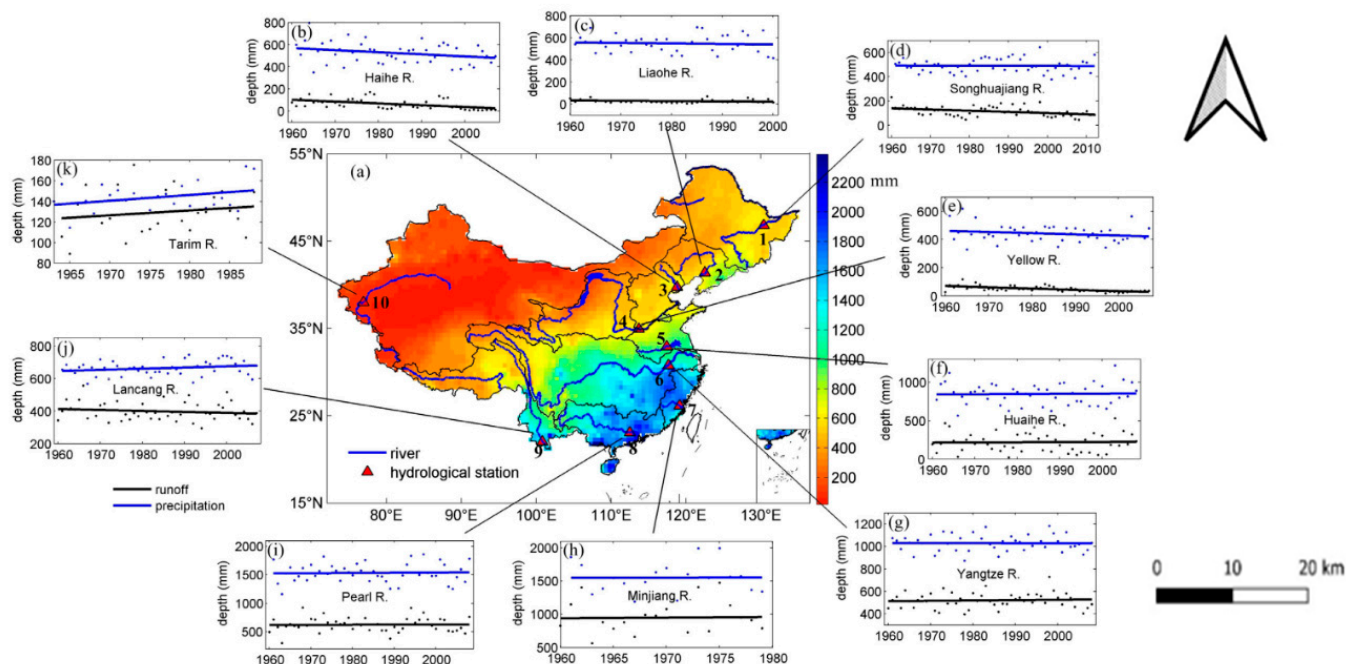 (b)
depth (mm)
800
600
400
200
0
Haihe R.
1960 1970 1980 1990 2000
(c)
depth (mm)
800
600
400
200
0
Liaohe R.
1960 1970 1980 1990 2000
(d)
depth (mm)
600
400
200
0
Songhuajiang R.
1960 1970 1980 1990 2000 2010
(k)
depth (mm)
180
160
140
120
100
80
Tarim R.
1965 1970 1975 1980 1985
(a)
55°N
45°N
35°N
25°N
15°N
80°E 90°E 100°E 110°E 120°E 130°E
1
2
3
4
5
6
7
8
9
10
river
hydrological station
mm
2200
2000
1800
1600
1400
1200
1000
800
600
400
200
(e)
depth (mm)
600
400
200
0
Yellow R.
1960 1970 1980 1990 2000
(j)
depth (mm)
800
600
400
200
Lancang R.
1960 1970 1980 1990 2000
runoff
precipitation
(f)
depth (mm)
1000
500
0
Huaihe R.
1960 1970 1980 1990 2000
(i)
depth (mm)
2000
1500
1000
500
Pearl R.
1960 1970 1980 1990 2000
(h)
depth (mm)
2000
1500
1000
500
Minjiang R.
1960 1965 1970 1975 1980
(g)
depth (mm)
1200
1000
800
600
400
Yangtze R.
1960 1970 1980 1990 2000
0 10 20 km